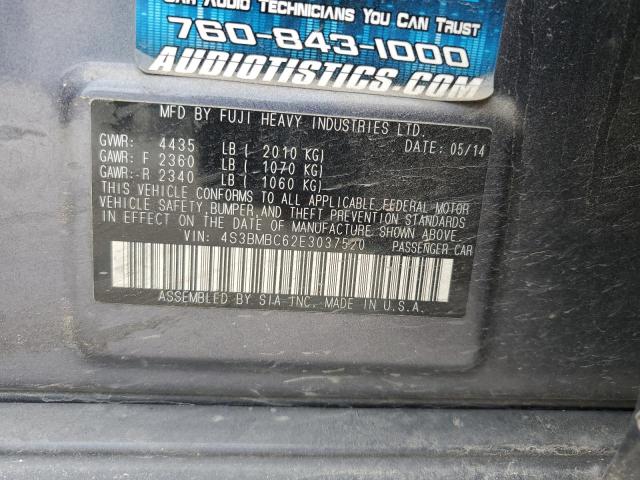 CAR AUDIO TECHNICIANS YOU CAN TRUST
760-843-1000
AUDIOTISTICS.COM
MFD BY FUJI HEAVY INDUSTRIES LTD.
GVWR: 4435 LB ( 2010 KG) DATE: 05/14
GAWR: F 2360 LB ( 1070 KG)
GAWR: R 2340 LB ( 1060 KG)
THIS VEHICLE CONFORMS TO ALL APPLICABLE FEDERAL MOTOR
VEHICLE SAFETY, BUMPER, AND THEFT PREVENTION STANDARDS
IN EFFECT ON THE DATE OF MANUFACTURE SHOWN ABOVE.
VIN: 4S3BMBC62E3037520 PASSENGER CAR
ASSEMBLED BY SIA INC. MADE IN U.S.A.